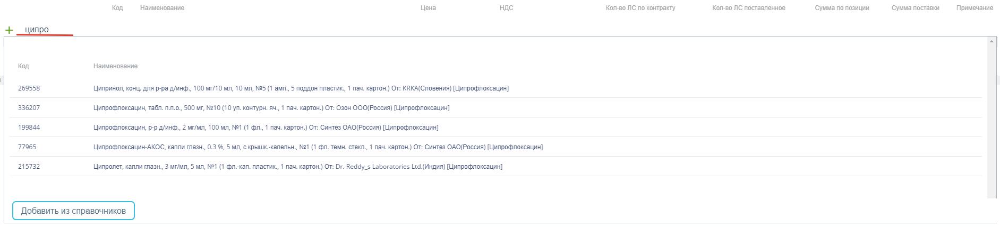 Код Наименование Цена НДС Кол-во ЛС по контракту Кол-во ЛС поставленное Сумма по позиции Сумма поставки Примечание
ципро
Код Наименование
269558 Ципринол, конц. для р-ра д/инф., 100 мг/10 мл, 10 мл, №5 (1 амп., 5 поддон пластик., 1 пач. картон.) От: KRKA(Словения) [Ципрофлоксацин]
336207 Ципрофлоксацин, табл. п.п.о., 500 мг, №10 (10 уп. контурн. яч., 1 пач. картон.) От: Озон ООО(Россия) [Ципрофлоксацин]
199844 Ципрофлоксацин, р-р д/инф., 2 мг/мл, 100 мл, №1 (1 фл., 1 пач. картон.) От: Синтез ОАО(Россия) [Ципрофлоксацин]
77965 Ципрофлоксацин-АКОС, капли глазн., 0.3 %, 5 мл, с крышк.-капельн., №1 (1 фл. темн. стекл., 1 пач. картон.) От: Синтез ОАО(Россия) [Ципрофлоксацин]
215732 Ципролет, капли глазн., 3 мг/мл, 5 мл, №1 (1 фл.-кап. пластик., 1 пач. картон.) От: Dr. Reddy_s Laboratories Ltd.(Индия) [Ципрофлоксацин]
Добавить из справочников